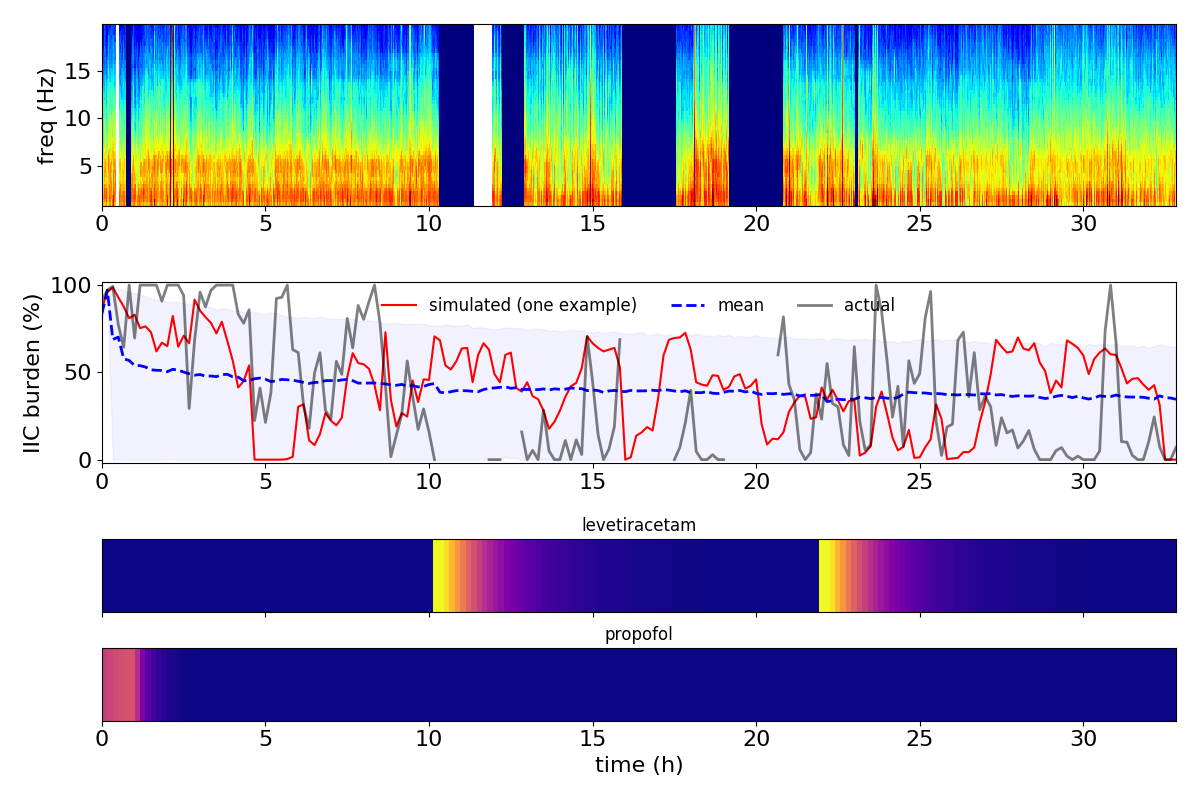 freq (Hz)
15
10
5
0 5 10 15 20 25 30
IIC burden (%)
100
50
0
simulated (one example) mean actual
0 5 10 15 20 25 30
levetiracetam
propofol
0 5 10 15 20 25 30
time (h)